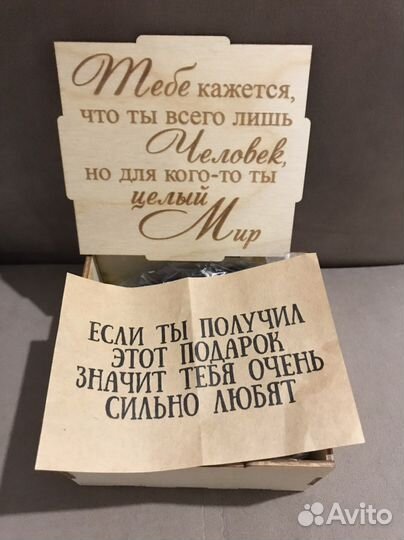 Тебе кажется,
что ты всего лишь
Человек,
но для кого-то ты
целый
Мир
ЕСЛИ ТЫ ПОЛУЧИЛ
ЭТОТ ПОДАРОК
ЗНАЧИТ ТЕБЯ ОЧЕНЬ
СИЛЬНО ЛЮБЯТ
Avito